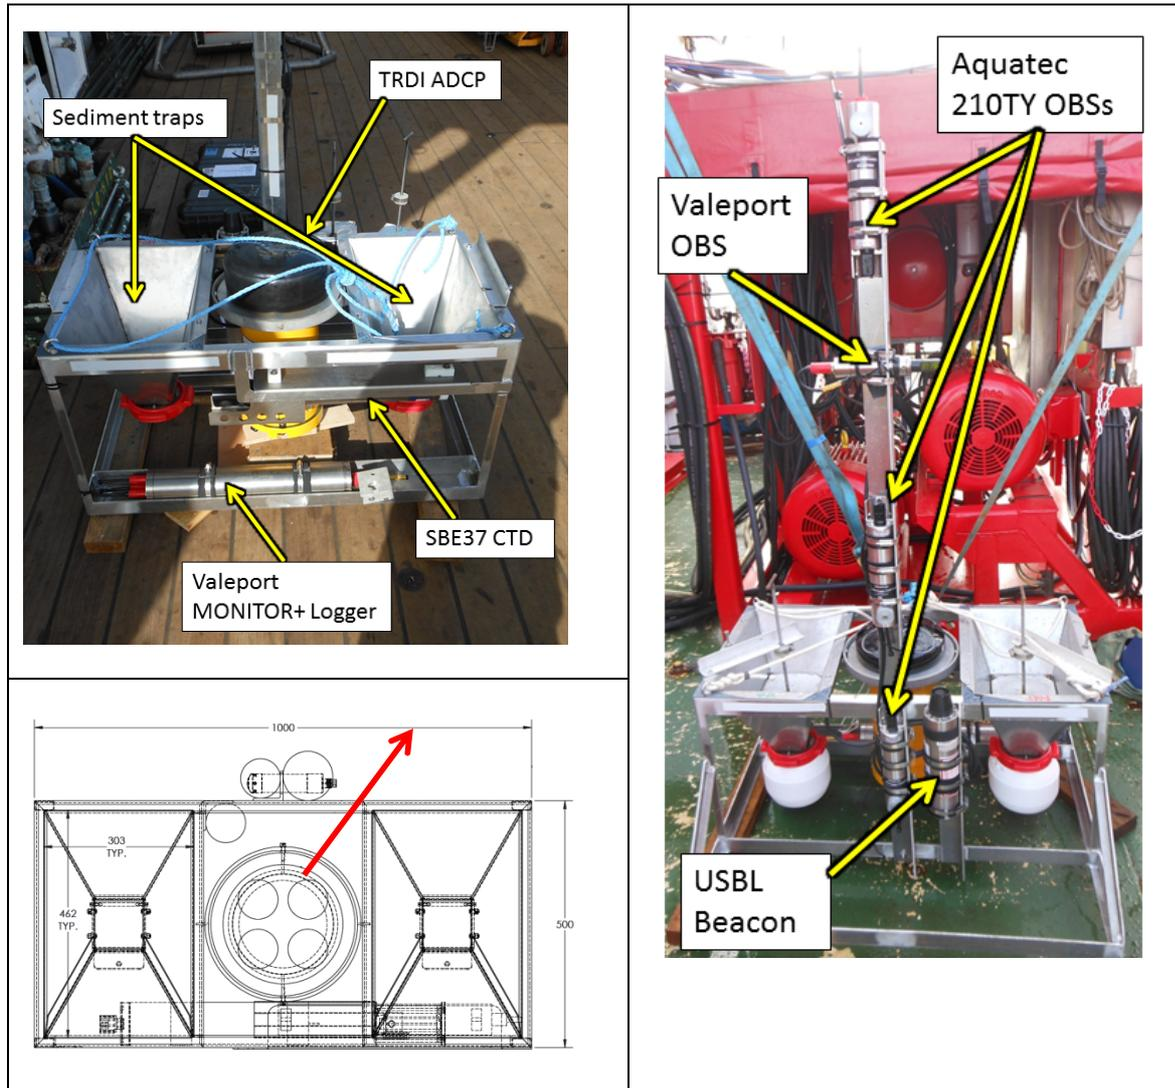 TRDI ADCP
Sediment traps
SBE37 CTD
Valeport
MONITOR+ Logger
Aquatec
210TY OBSs
Valeport
OBS
USBL
Beacon
1000
303
TYP.
462
TYP.
500